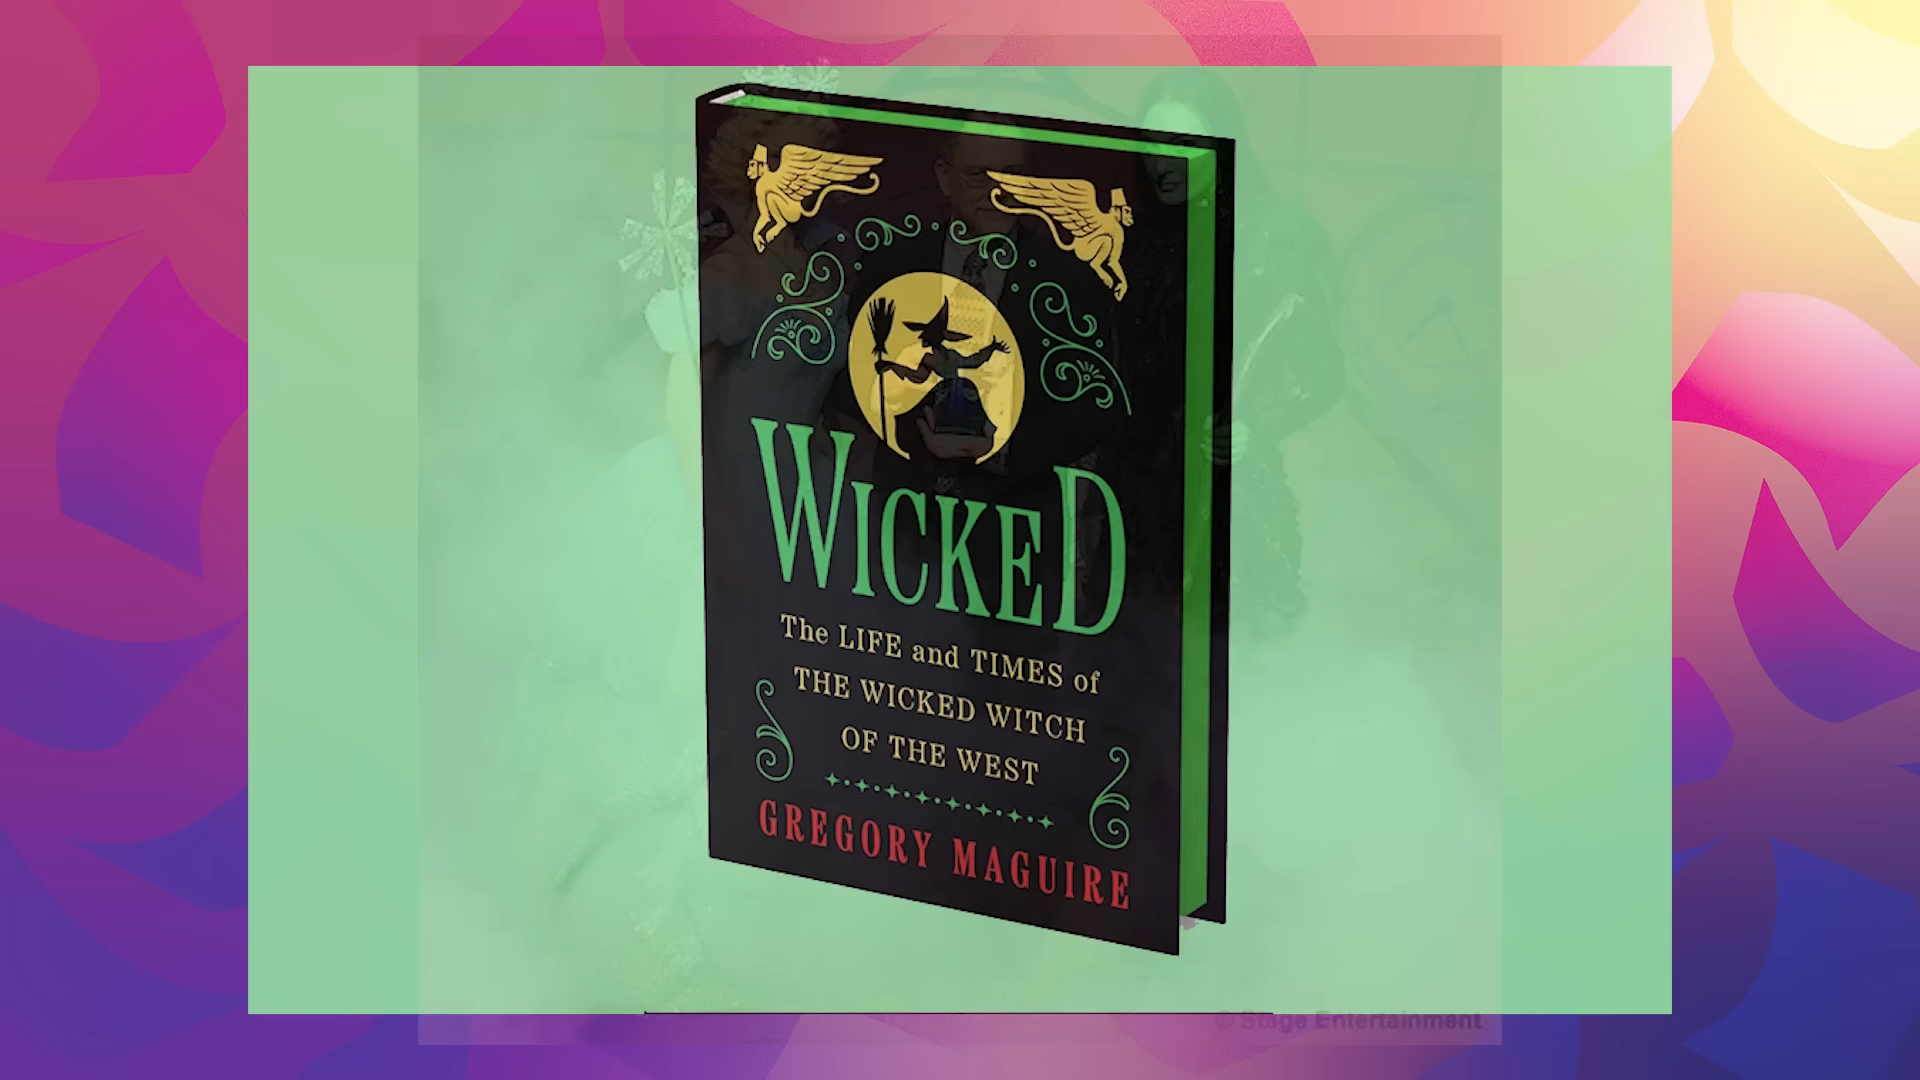 WICKED
The LIFE and TIMES of
THE WICKED WITCH
OF THE WEST
GREGORY MAGUIRE
© Stage Entertainment